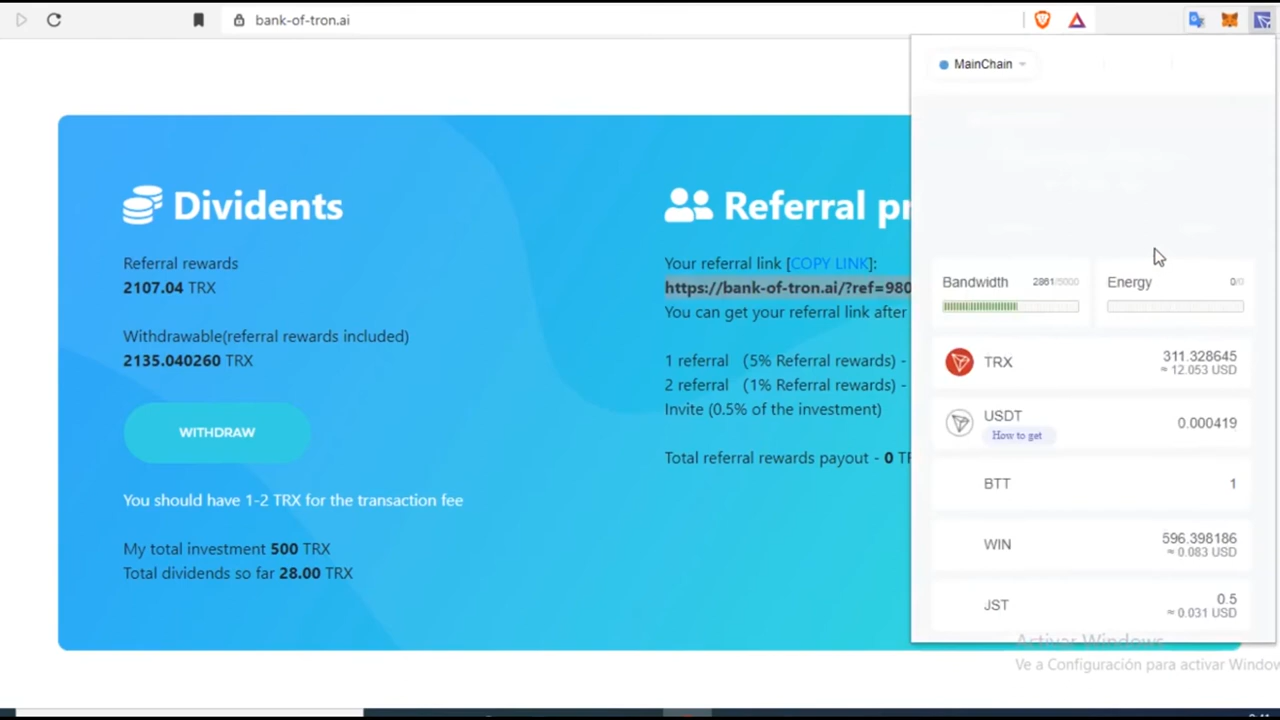 bank-of-tron.ai
MainChain
Dividents
Referral rewards
2107.04 TRX
Withdrawable(referral rewards included)
2135.040260 TRX
WITHDRAW
You should have 1-2 TRX for the transaction fee
My total investment 500 TRX
Total dividends so far 28.00 TRX
Referral pr
Your referral link [COPY LINK]:
https://bank-of-tron.ai/?ref=980
You can get your referral link after
1 referral (5% Referral rewards) -
2 referral (1% Referral rewards) -
Invite (0.5% of the investment)
Total referral rewards payout - 0 TR
Bandwidth 2861/5000
Energy 0/0
TRX 311.328645
≈ 12.053 USD
USDT 0.000419
How to get
BTT 1
WIN 596.398186
≈ 0.083 USD
JST 0.5
≈ 0.031 USD
Activar Windows
Ve a Configuración para activar Window